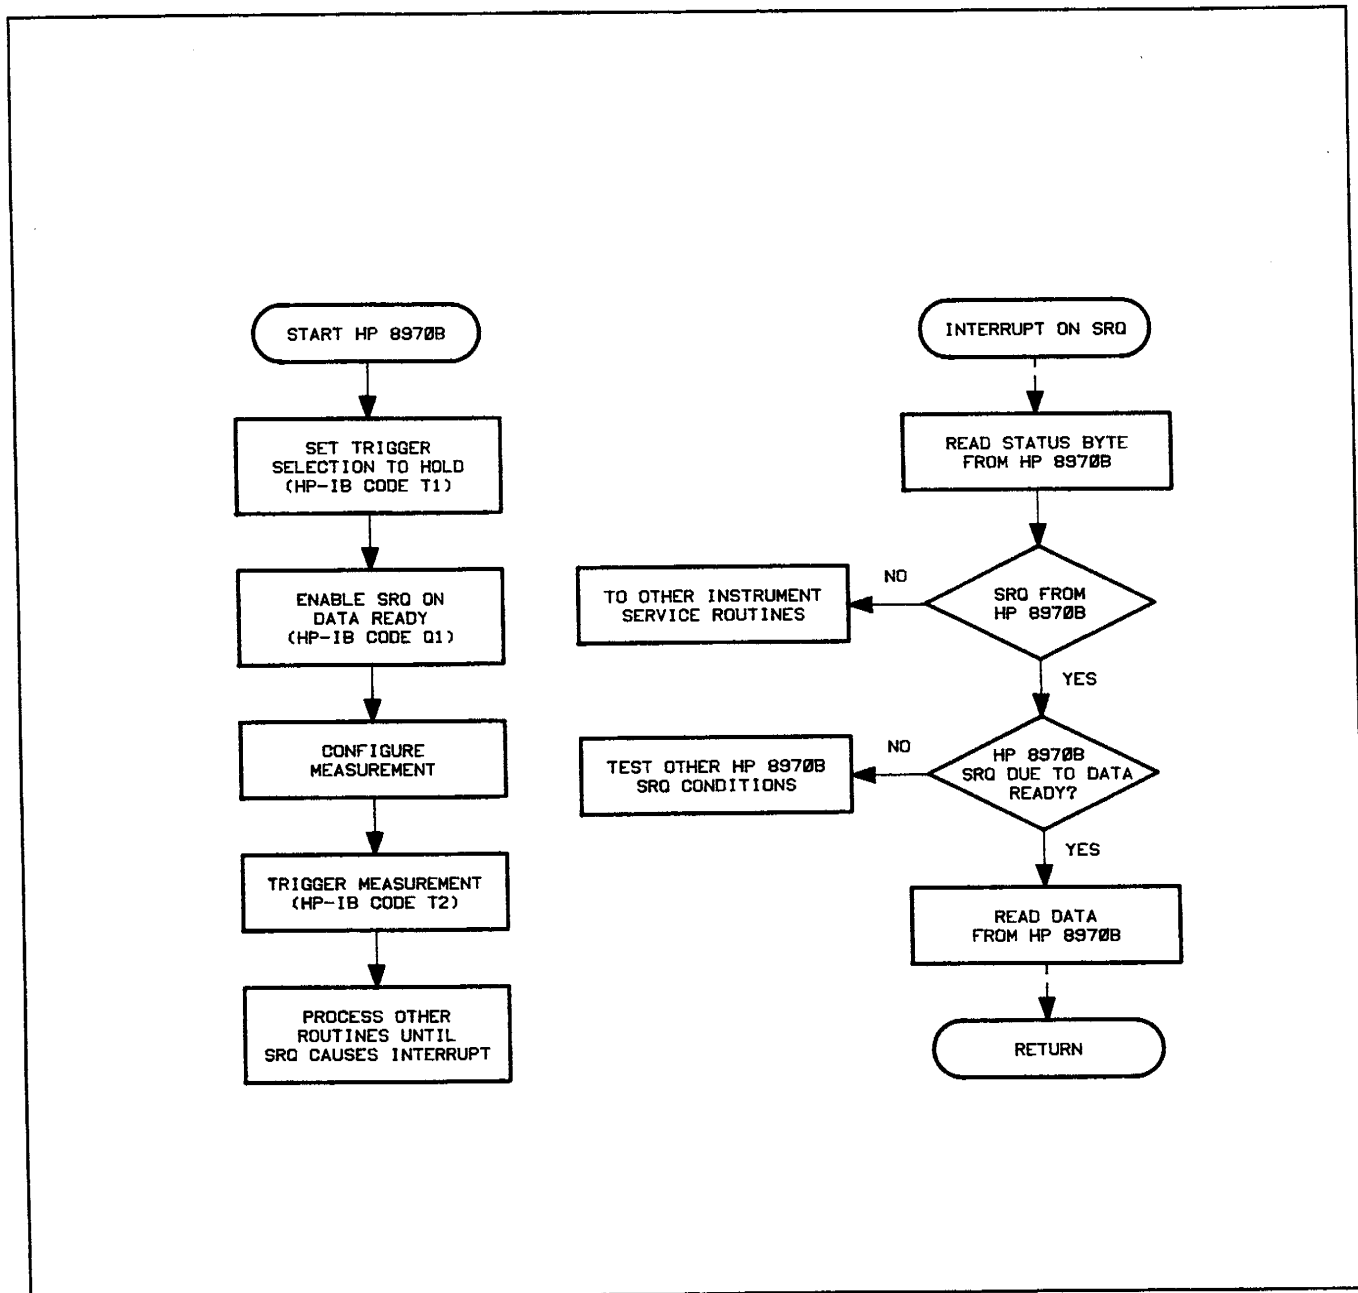 START HP 8970B
SET TRIGGER
SELECTION TO HOLD
(HP-IB CODE T1)
ENABLE SRQ ON
DATA READY
(HP-IB CODE Q1)
CONFIGURE
MEASUREMENT
TRIGGER MEASUREMENT
(HP-IB CODE T2)
PROCESS OTHER
ROUTINES UNTIL
SRQ CAUSES INTERRUPT
INTERRUPT ON SRQ
READ STATUS BYTE
FROM HP 8970B
SRQ FROM
HP 8970B
NO
TO OTHER INSTRUMENT
SERVICE ROUTINES
YES
HP 8970B
SRQ DUE TO DATA
READY?
NO
TEST OTHER HP 8970B
SRQ CONDITIONS
YES
READ DATA
FROM HP 8970B
RETURN